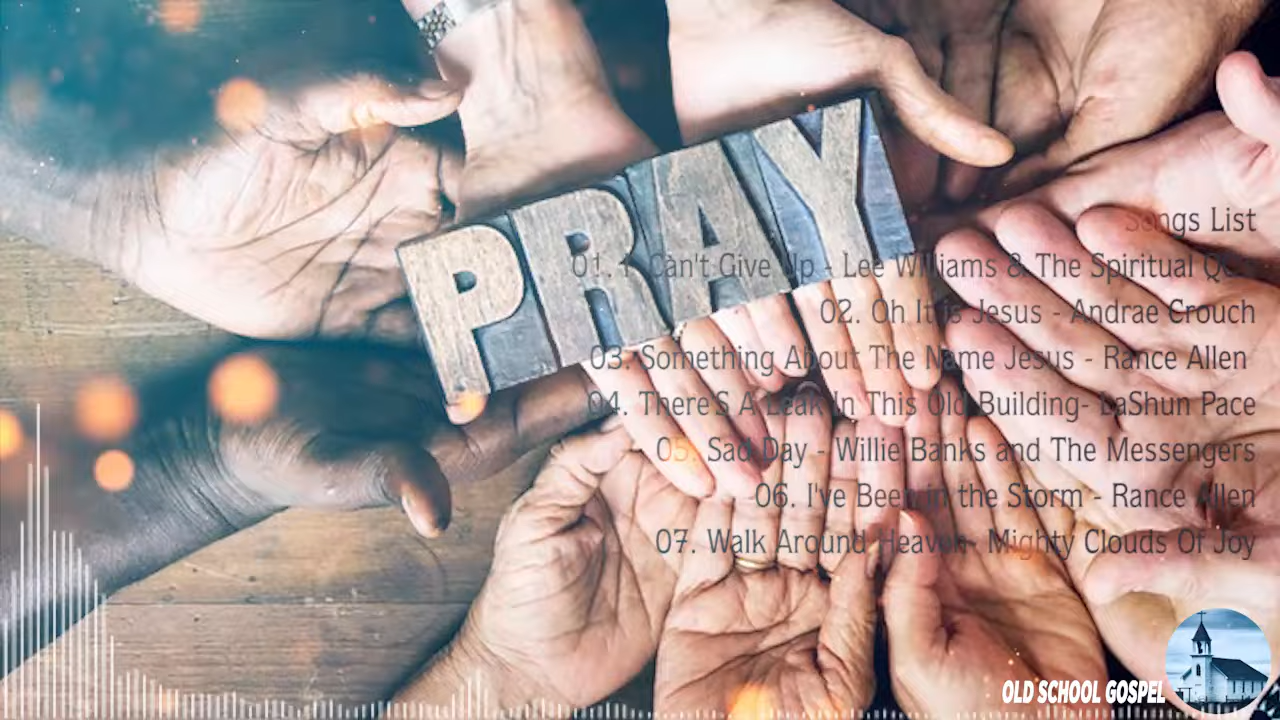 PRAY
Songs List
01. I Can't Give Up - Lee Williams & The Spiritual QC's
02. Oh It is Jesus - Andrae Crouch
03. Something About The Name Jesus - Rance Allen
04. There'S A Leak In This Old Building- LaShun Pace
05. Sad Day - Willie Banks and The Messengers
06. I've Been in the Storm - Rance Allen
07. Walk Around Heaven- Mighty Clouds Of Joy
OLD SCHOOL GOSPEL